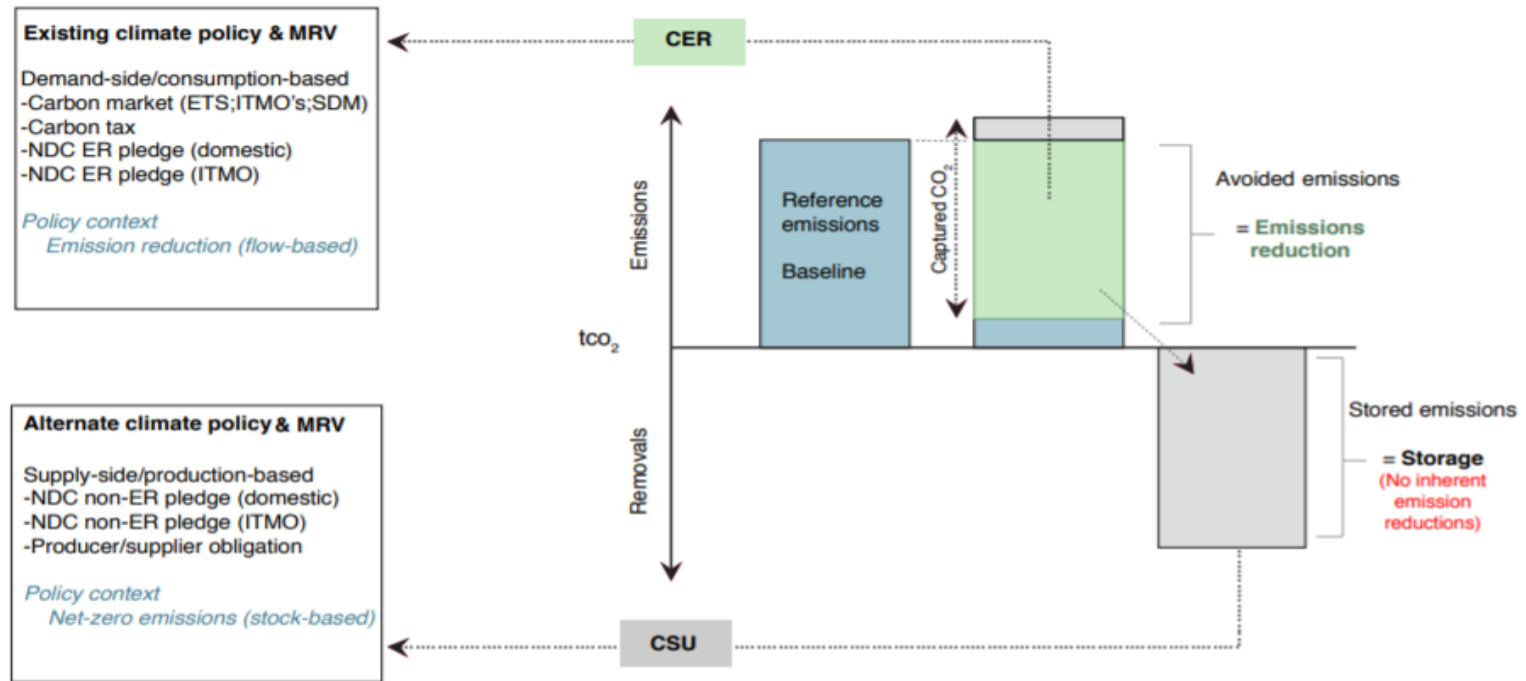 Existing climate policy & MRV
Demand-side/consumption-based
-Carbon market (ETS;ITMO's;SDM)
-Carbon tax
-NDC ER pledge (domestic)
-NDC ER pledge (ITMO)
Policy context
Emission reduction (flow-based)
CER
Emissions
Reference
emissions
Baseline
Captured CO₂
Avoided emissions
= Emissions
reduction
tco₂
Alternate climate policy & MRV
Supply-side/production-based
-NDC non-ER pledge (domestic)
-NDC non-ER pledge (ITMO)
-Producer/supplier obligation
Policy context
Net-zero emissions (stock-based)
Removals
Stored emissions
= Storage
(No inherent
emission
reductions)
CSU